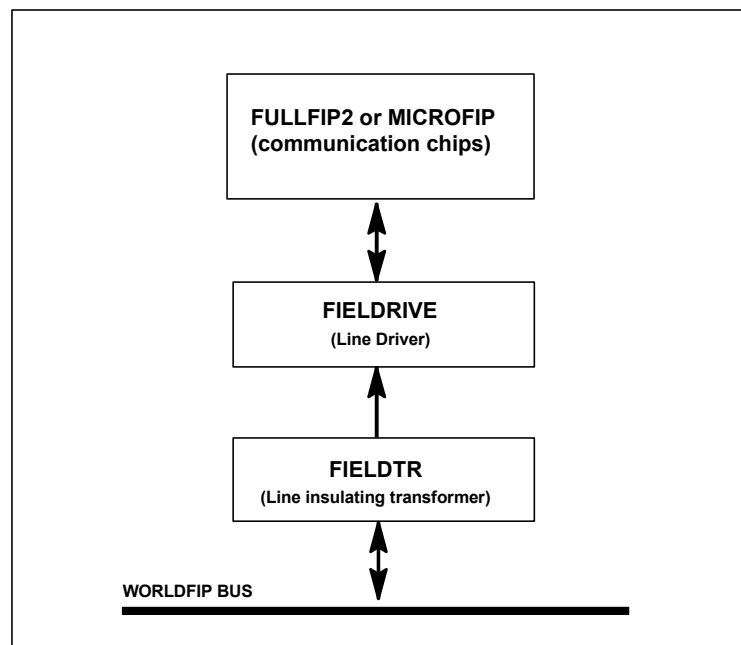 FULLFIP2 or MICROFIP
(communication chips)
FIELDRIVE
(Line Driver)
FIELDTR
(Line insulating transformer)
WORLDFIP BUS